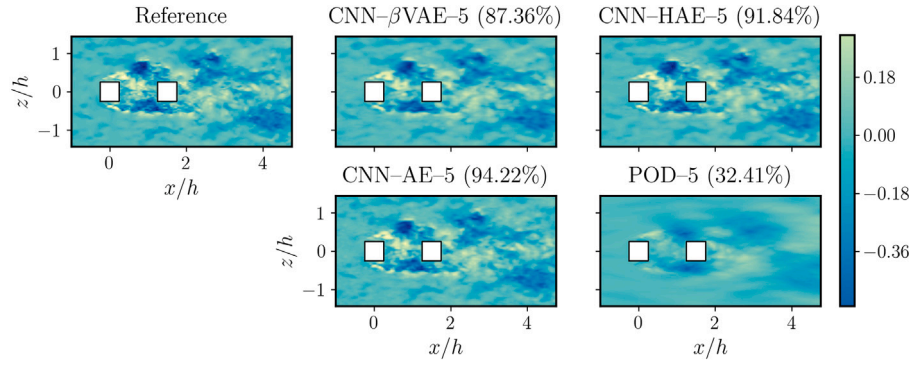 Reference
CNN–βVAE–5 (87.36%)
CNN–HAE–5 (91.84%)
z/h
1
0
−1
0
2
4
x/h
CNN–AE–5 (94.22%)
POD–5 (32.41%)
z/h
1
0
−1
0
2
4
x/h
0
2
4
x/h
0.18
0.00
−0.18
−0.36